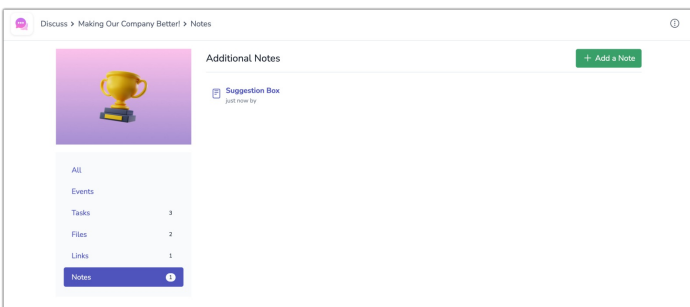 Discuss > Making Our Company Better! > Notes
Additional Notes
+ Add a Note
Suggestion Box
just now by
All
Events
Tasks 3
Files 2
Links 1
Notes 1